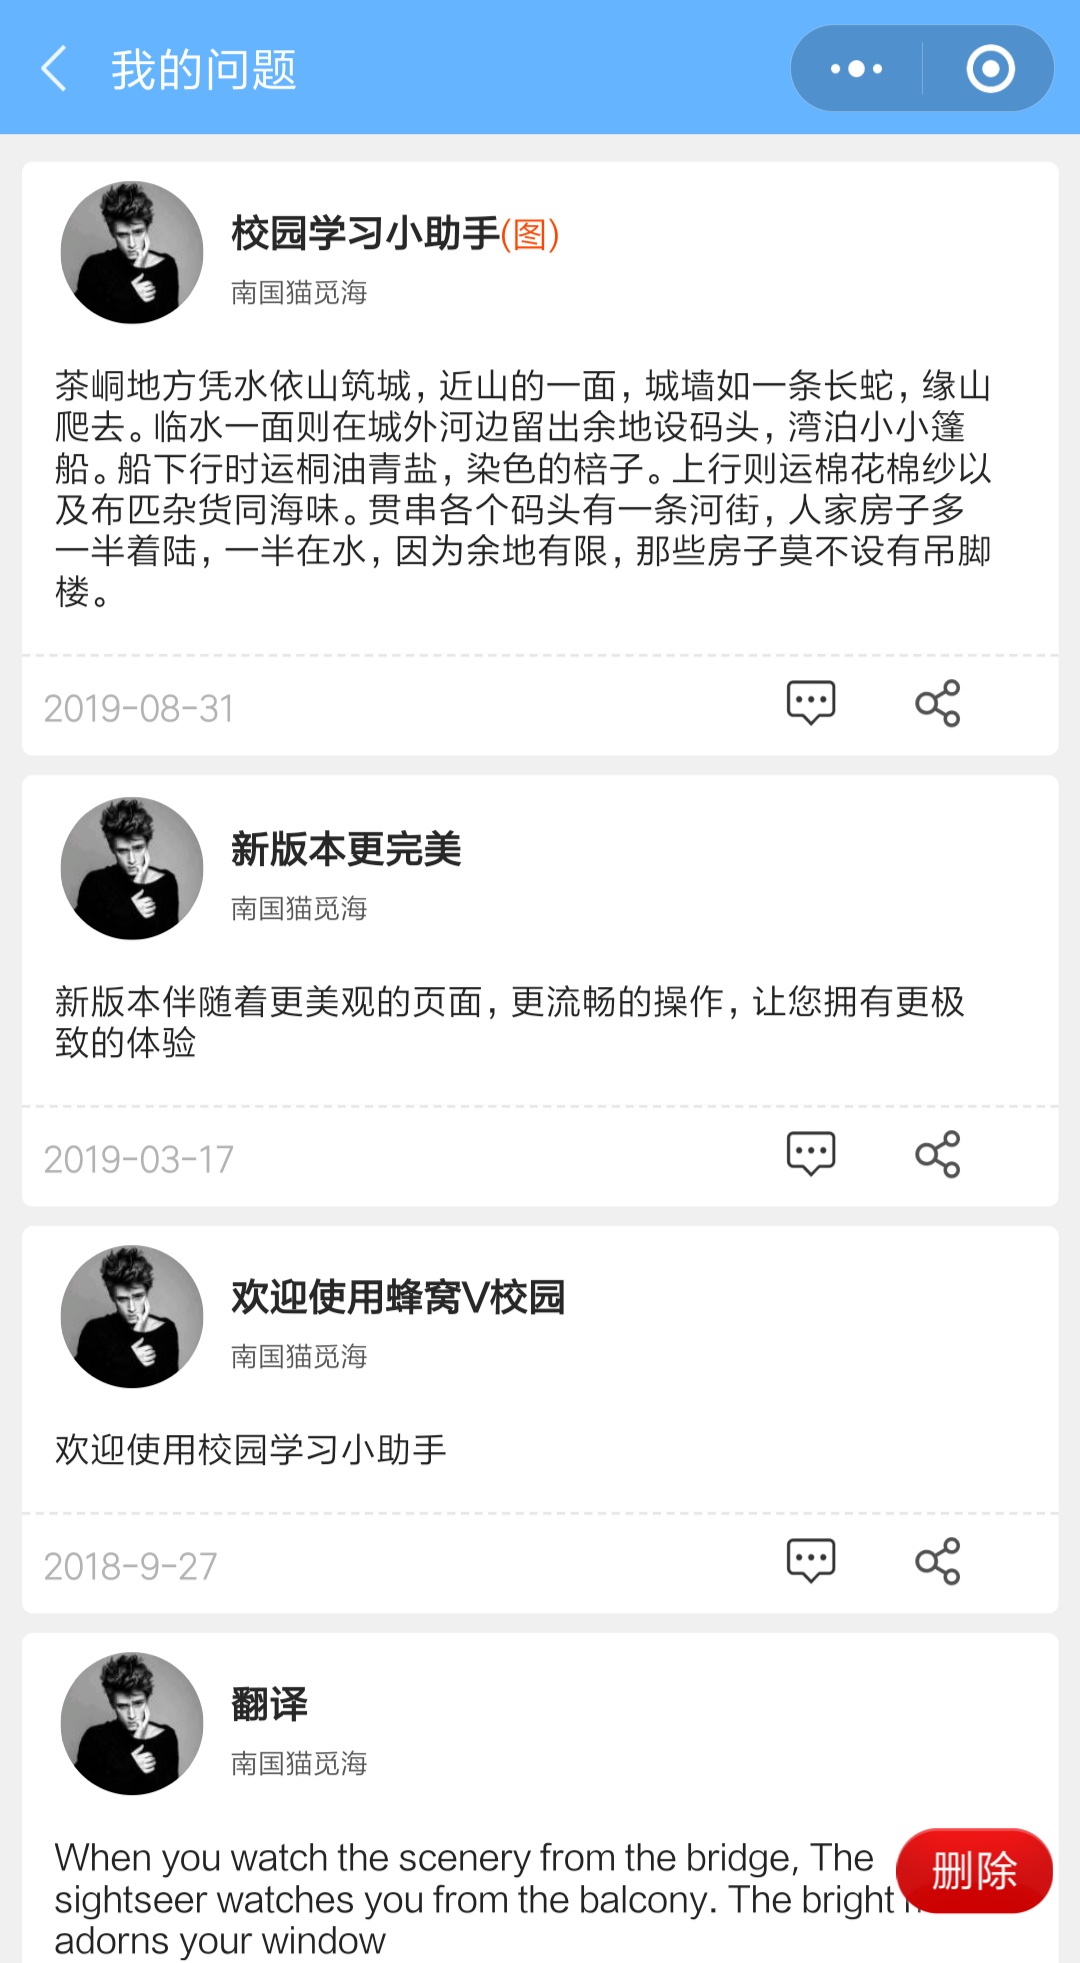 我的问题
校园学习小助手(图)
南国猫觅海
茶峒地方凭水依山筑城，近山的一面，城墙如一条长蛇，缘山
爬去。临水一面则在城外河边留出余地设码头，湾泊小小篷
船。船下行时运桐油青盐，染色的棓子。上行则运棉花棉纱以
及布匹杂货同海味。贯串各个码头有一条河街，人家房子多
一半着陆，一半在水，因为余地有限，那些房子莫不设有吊脚
楼。
2019-08-31
新版本更完美
南国猫觅海
新版本伴随着更美观的页面，更流畅的操作，让您拥有更极
致的体验
2019-03-17
欢迎使用蜂窝V校园
南国猫觅海
欢迎使用校园学习小助手
2018-9-27
翻译
南国猫觅海
When you watch the scenery from the bridge, The
sightseer watches you from the balcony. The bright
adorns your window
删除